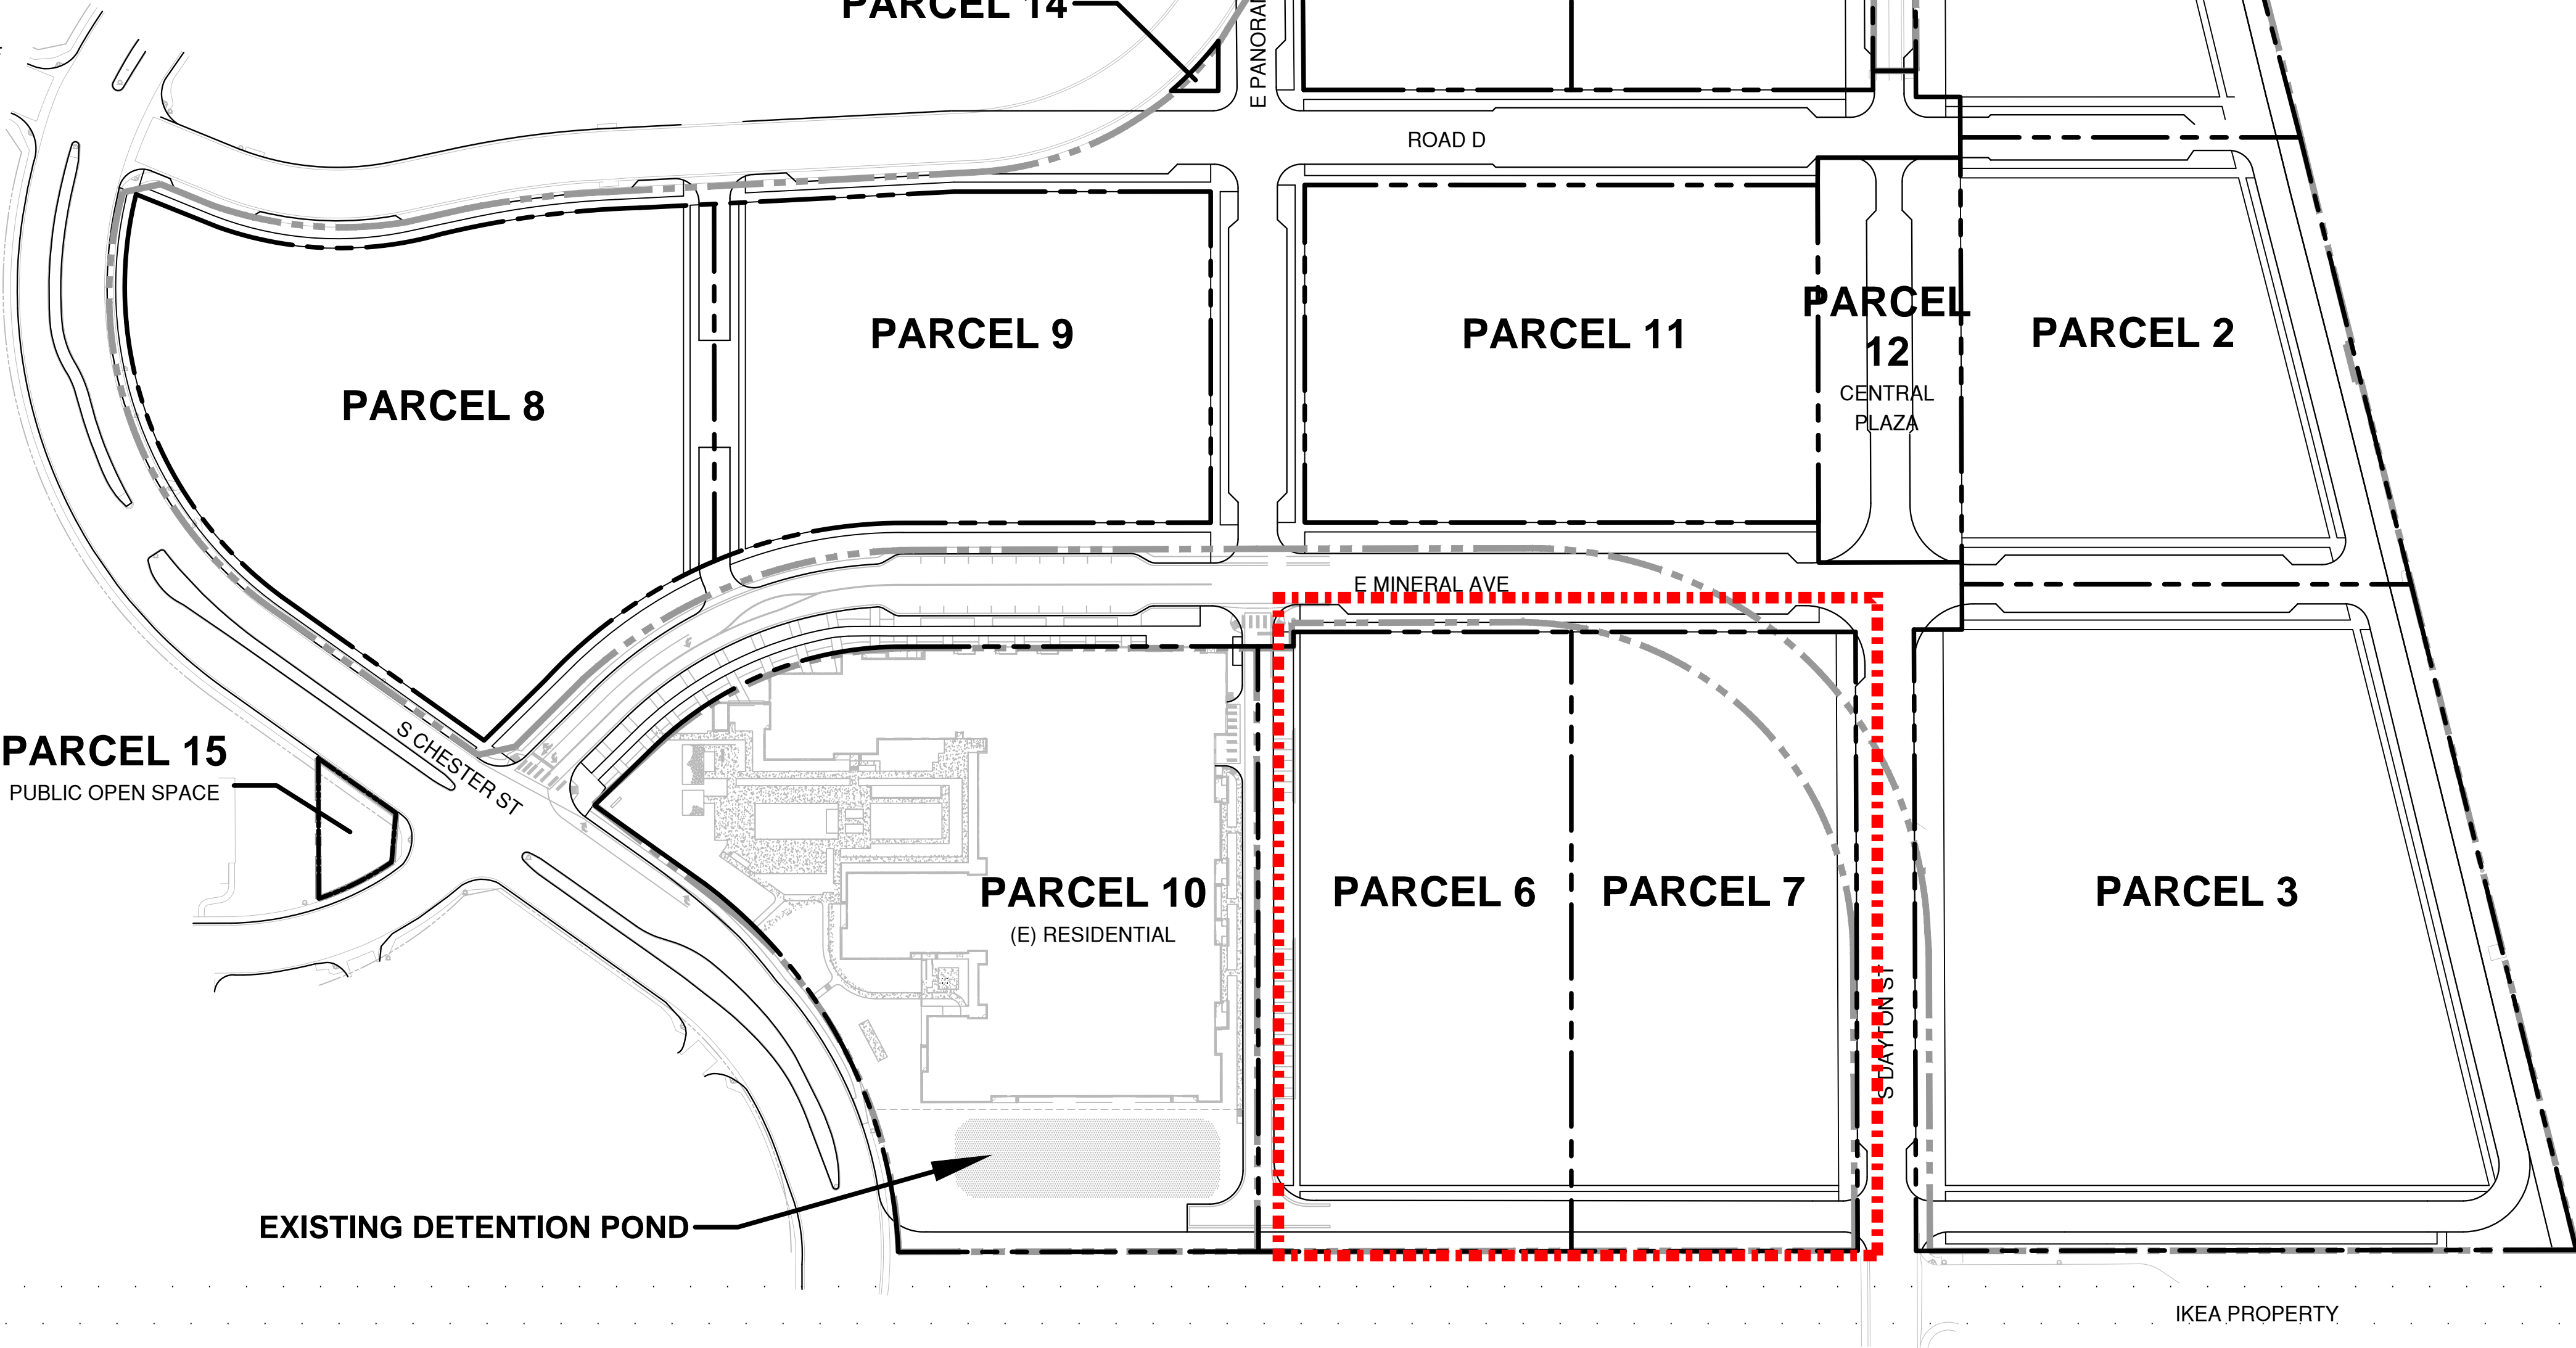 PARCEL 14
E PANORA
ROAD D
PARCEL 9
PARCEL 11
PARCEL
12
CENTRAL
PLAZA
PARCEL 2
PARCEL 8
E MINERAL AVE
PARCEL 15
PUBLIC OPEN SPACE
S CHESTER ST
PARCEL 10
(E) RESIDENTIAL
PARCEL 6
PARCEL 7
PARCEL 3
S DAYTON ST
EXISTING DETENTION POND
IKEA PROPERTY